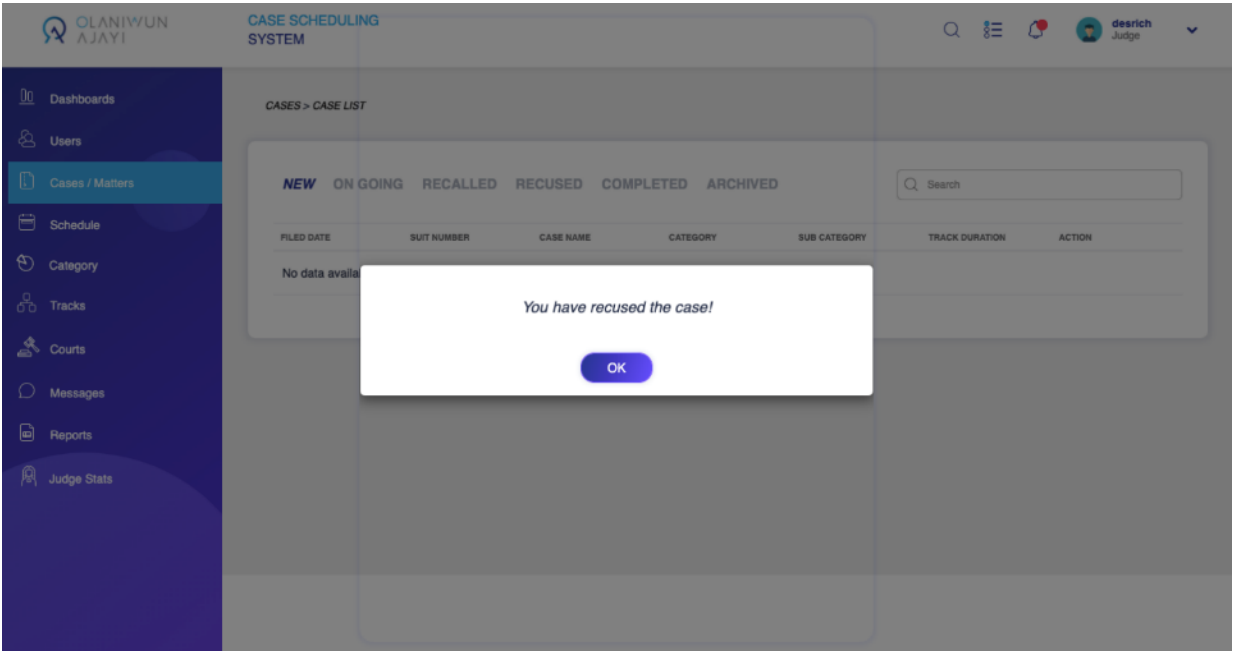 OLANIWUN
AJAYI
CASE SCHEDULING
SYSTEM
desrich
Judge
Dashboards
Users
Cases / Matters
Schedule
Category
Tracks
Courts
Messages
Reports
Judge Stats
CASES > CASE LIST
NEW ON GOING RECALLED RECUSED COMPLETED ARCHIVED
Search
FILED DATE SUIT NUMBER CASE NAME CATEGORY SUB CATEGORY TRACK DURATION ACTION
No data availa
You have recused the case!
OK